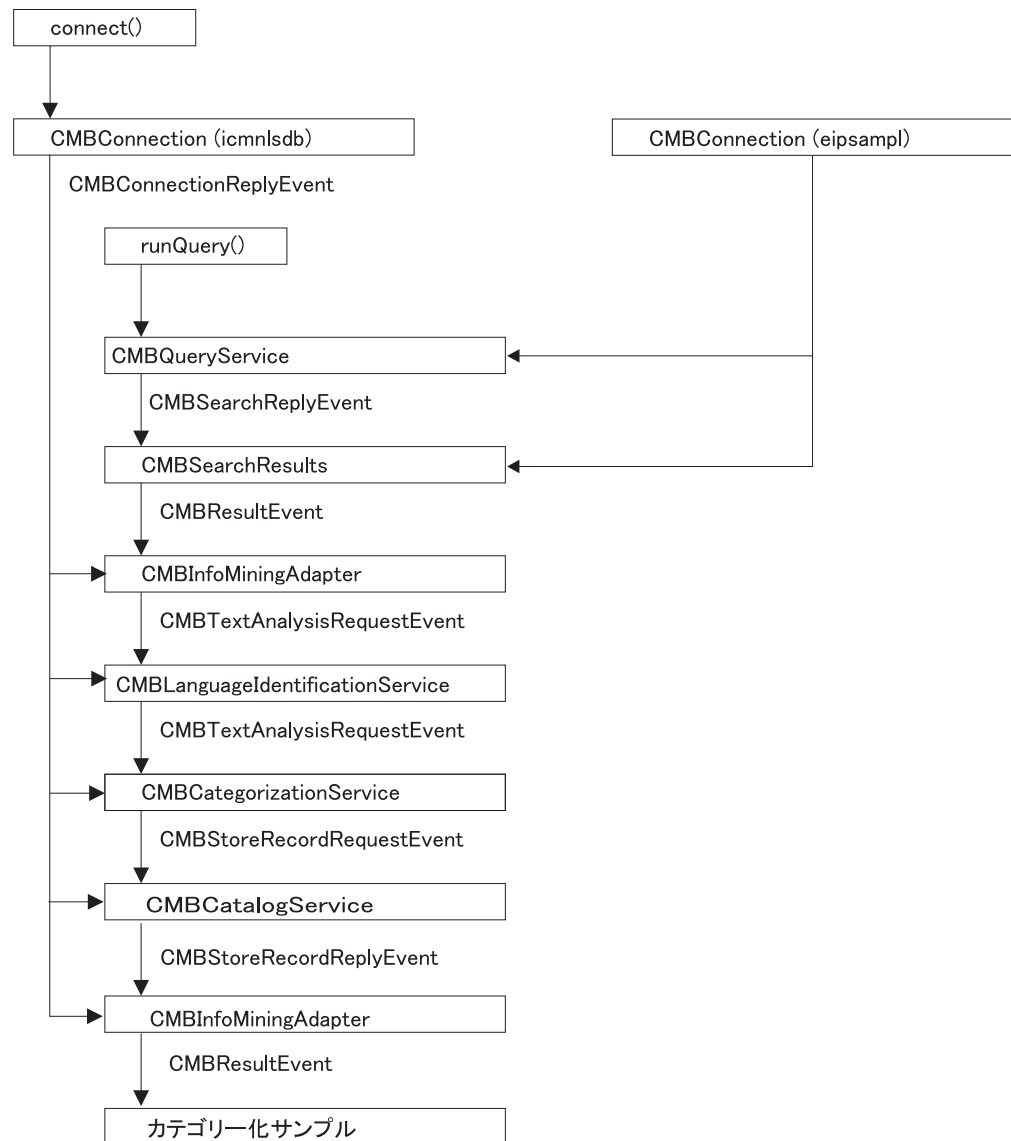 connect()
CMBConnection (icmnlsdb)
CMBConnection (eipsampl)
CMBConnectionReplyEvent
runQuery()
CMBQueryService
CMBSearchReplyEvent
CMBSearchResults
CMBResultEvent
CMBInfoMiningAdapter
CMBTextAnalysisRequestEvent
CMBLanguageIdentificationService
CMBTextAnalysisRequestEvent
CMBCategorizationService
CMBStoreRecordRequestEvent
CMBCatalogService
CMBStoreRecordReplyEvent
CMBInfoMiningAdapter
CMBResultEvent
カテゴリー化サンプル